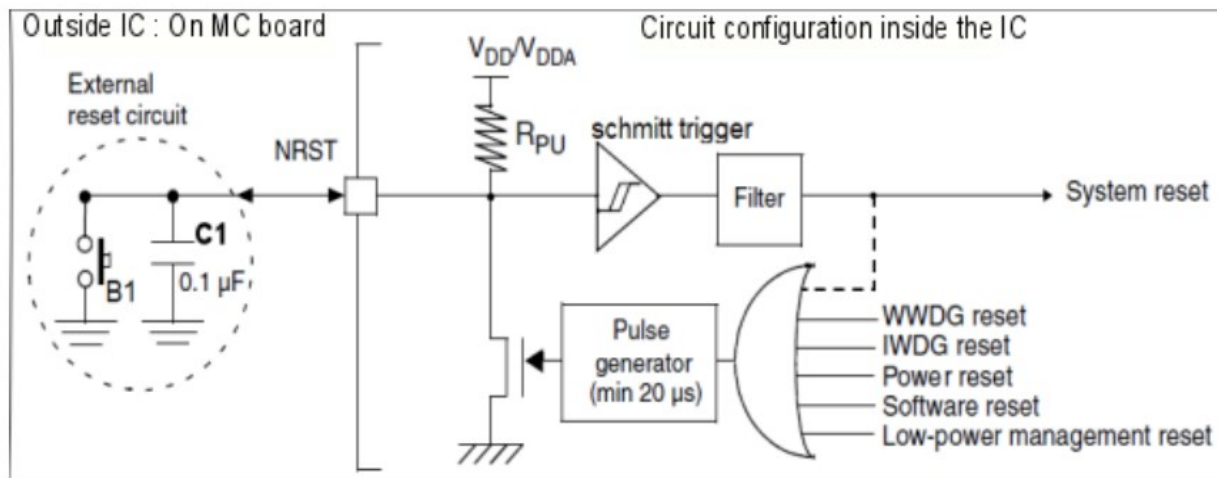 Outside IC : On MC board
Circuit configuration inside the IC
External
reset circuit
NRST
C1
0.1 µF
B1
VDD/VDDA
RPU
schmitt trigger
Filter
System reset
Pulse
generator
(min 20 µs)
WWDG reset
IWDG reset
Power reset
Software reset
Low-power management reset